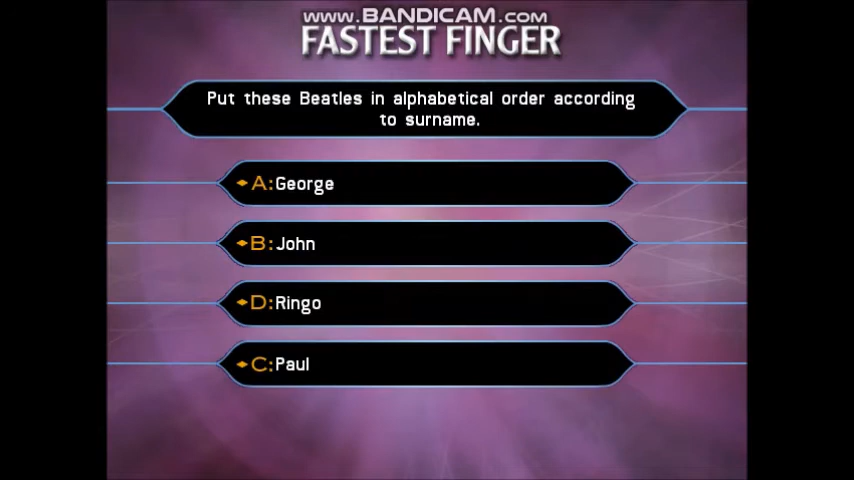 www.BANDICAM.com
FASTEST FINGER
Put these Beatles in alphabetical order according
to surname.
A: George
B: John
D: Ringo
C: Paul